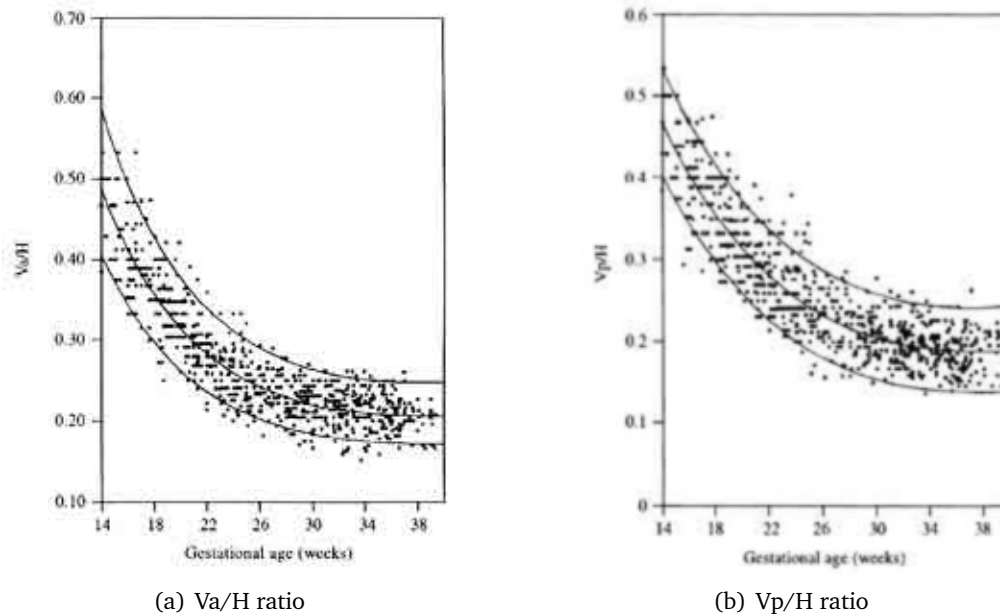 0.70
0.60
0.50
0.40
0.30
0.20
0.10
Va/H
14 18 22 26 30 34 38
Gestational age (weeks)
(a) Va/H ratio
0.6
0.5
0.4
0.3
0.2
0.1
0
Vp/H
14 18 22 26 30 34 38
Gestational age (weeks)
(b) Vp/H ratio